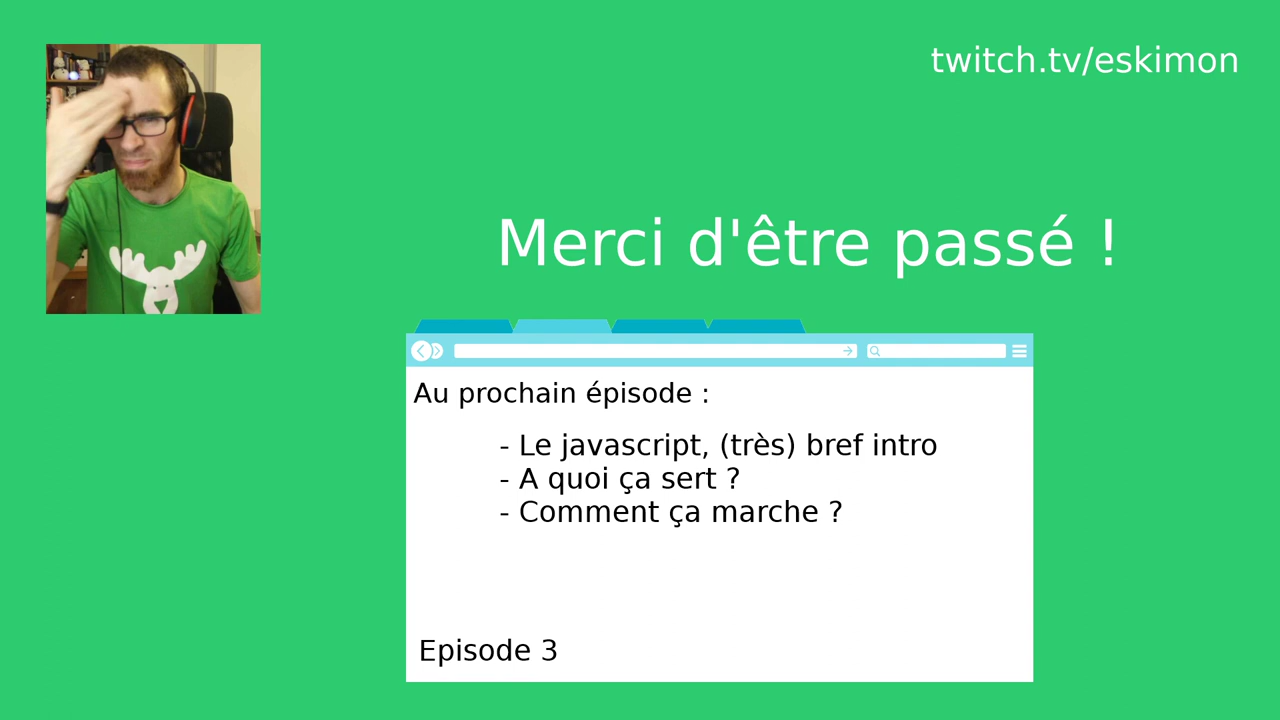 twitch.tv/eskimon
Merci d'être passé !
Au prochain épisode :
- Le javascript, (très) bref intro
- A quoi ça sert ?
- Comment ça marche ?
Episode 3